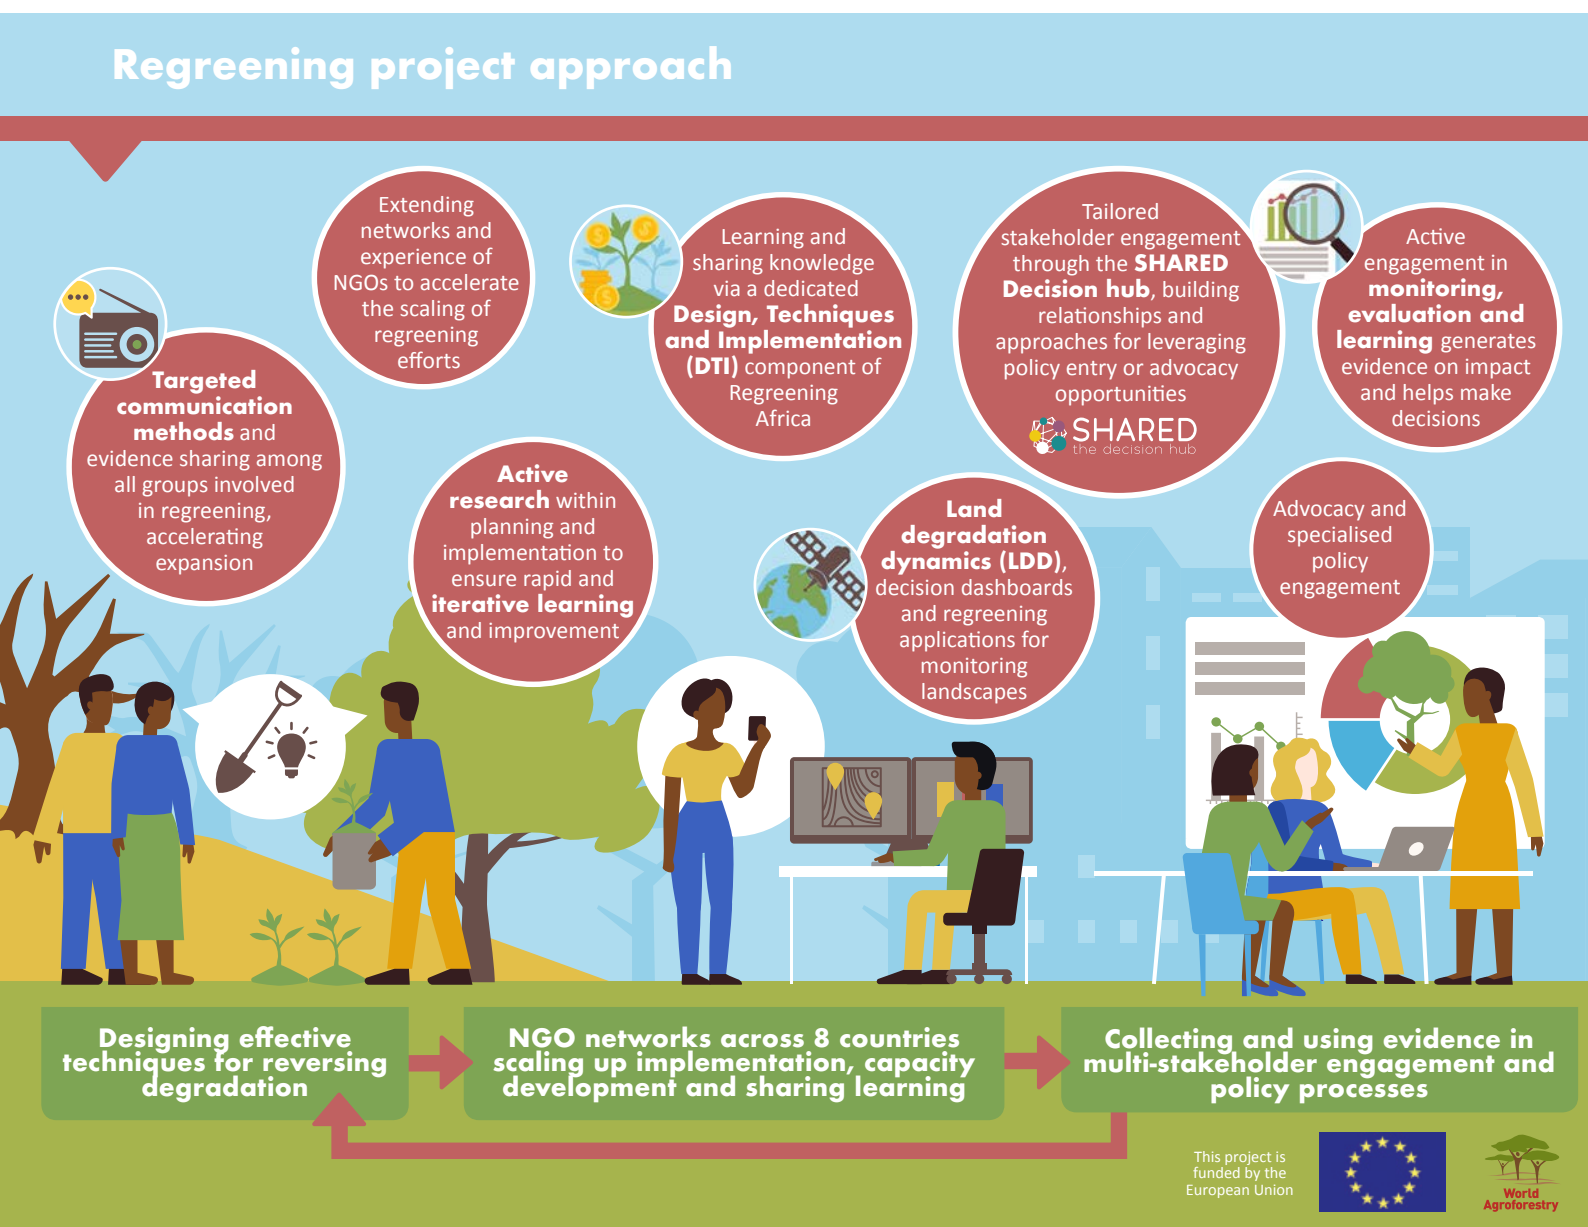 Regreening project approach
Extending
networks and
experience of
NGOs to accelerate
the scaling of
regreening
efforts
Learning and
sharing knowledge
via a dedicated
Design, Techniques
and Implementation
(DTI) component of
Regreening
Africa
Tailored
stakeholder engagement
through the SHARED
Decision hub, building
relationships and
approaches for leveraging
policy entry or advocacy
opportunities
SHARED
the decision hub
Active
engagement in
monitoring,
evaluation and
learning generates
evidence on impact
and helps make
decisions
Targeted
communication
methods and
evidence sharing among
all groups involved
in regreening,
accelerating
expansion
Active
research within
planning and
implementation to
ensure rapid and
iterative learning
and improvement
Land
degradation
dynamics (LDD),
decision dashboards
and regreening
applications for
monitoring
landscapes
Advocacy and
specialised
policy
engagement
Designing effective
techniques for reversing
degradation
NGO networks across 8 countries
scaling up implementation, capacity
development and sharing learning
Collecting and using evidence in
multi-stakeholder engagement and
policy processes
This project is
funded by the
European Union
World
Agroforestry